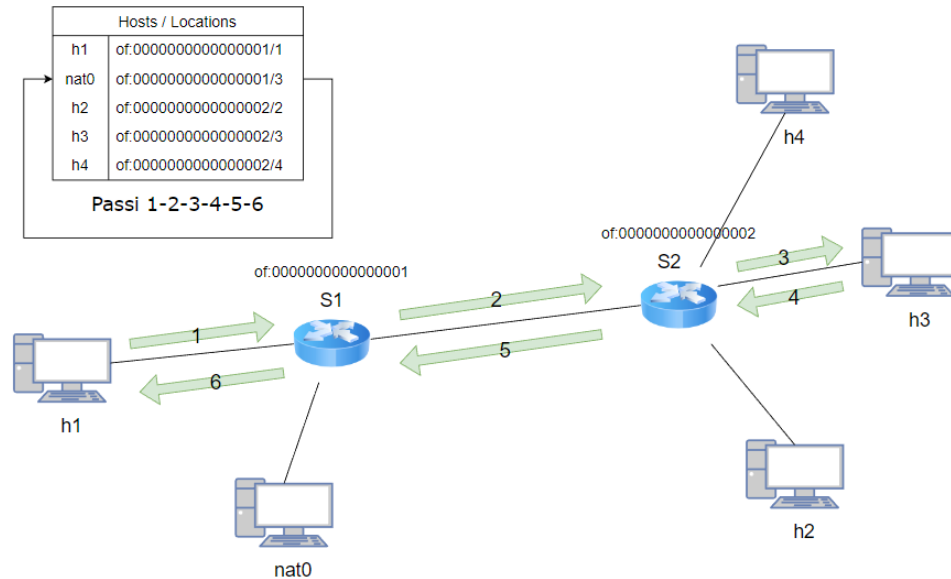 Hosts / Locations
h1 of:0000000000000001/1
nat0 of:0000000000000001/3
h2 of:0000000000000002/2
h3 of:0000000000000002/3
h4 of:0000000000000002/4
Passi 1-2-3-4-5-6
h4
of:0000000000000002
of:0000000000000001
S2
3
S1
2
4
1
5
h3
6
h1
h2
nat0